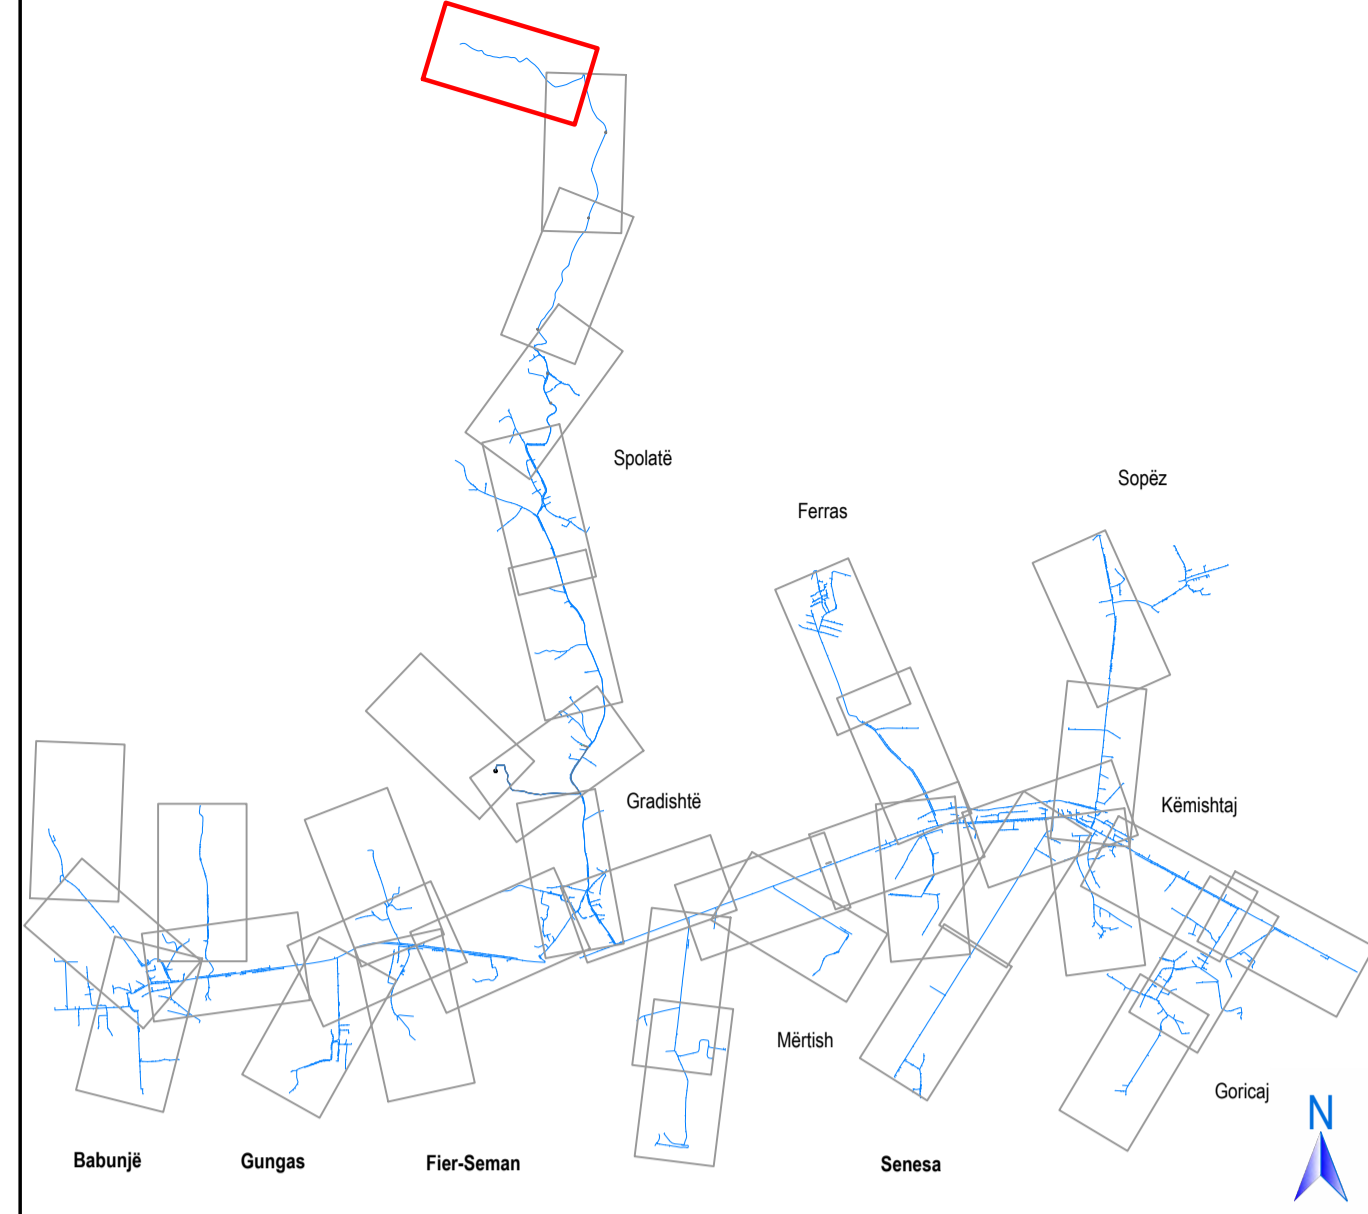 Spolatë
Sopëz
Ferras
Gradishtë
Këmishtaj
Mërtish
Goricaj
N
Babunjë
Gungas
Fier-Seman
Senesa